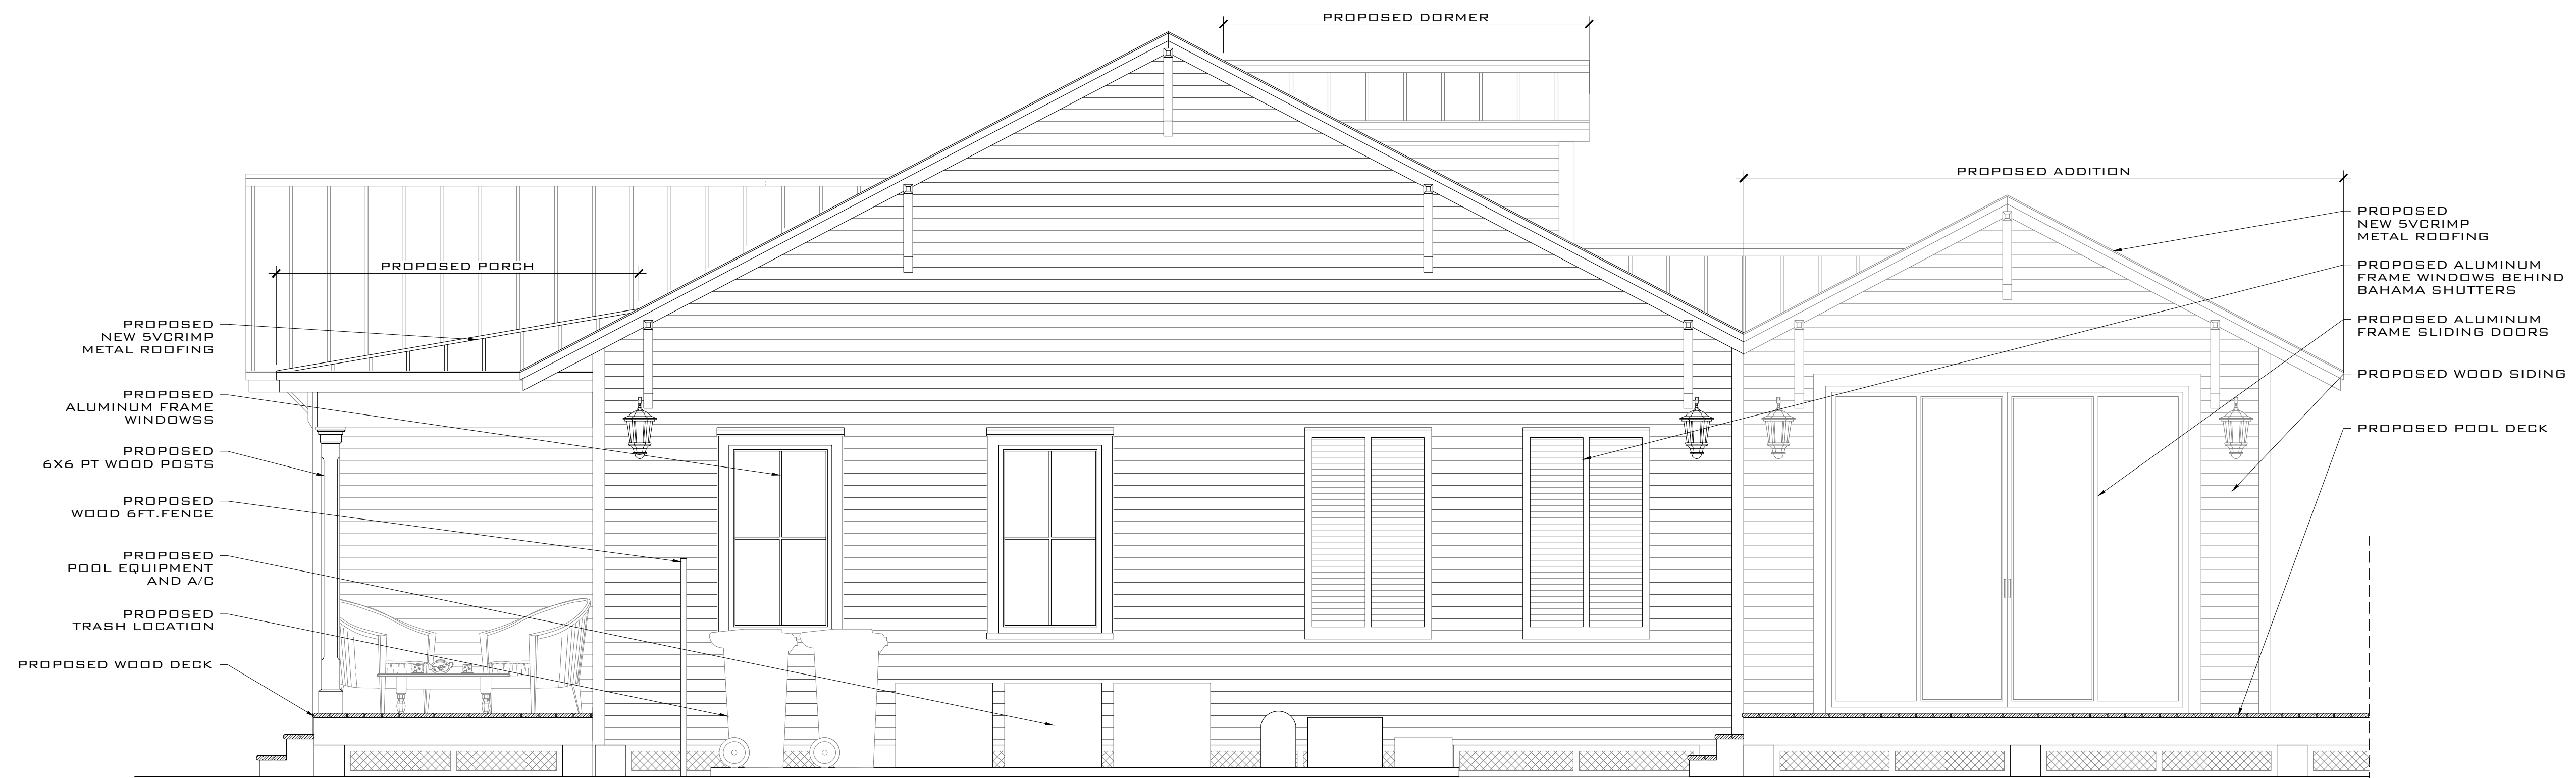 PROPOSED DORMER
PROPOSED ADDITION
PROPOSED PORCH
PROPOSED
NEW 5VCRIMP
METAL ROOFING
PROPOSED
ALUMINUM FRAME
WINDOWSS
PROPOSED
6X6 PT WOOD POSTS
PROPOSED
WOOD 6FT.FENCE
PROPOSED
POOL EQUIPMENT
AND A/C
PROPOSED
TRASH LOCATION
PROPOSED WOOD DECK
PROPOSED
NEW 5VCRIMP
METAL ROOFING
PROPOSED ALUMINUM
FRAME WINDOWS BEHIND
BAHAMA SHUTTERS
PROPOSED ALUMINUM
FRAME SLIDING DOORS
PROPOSED WOOD SIDING
PROPOSED POOL DECK